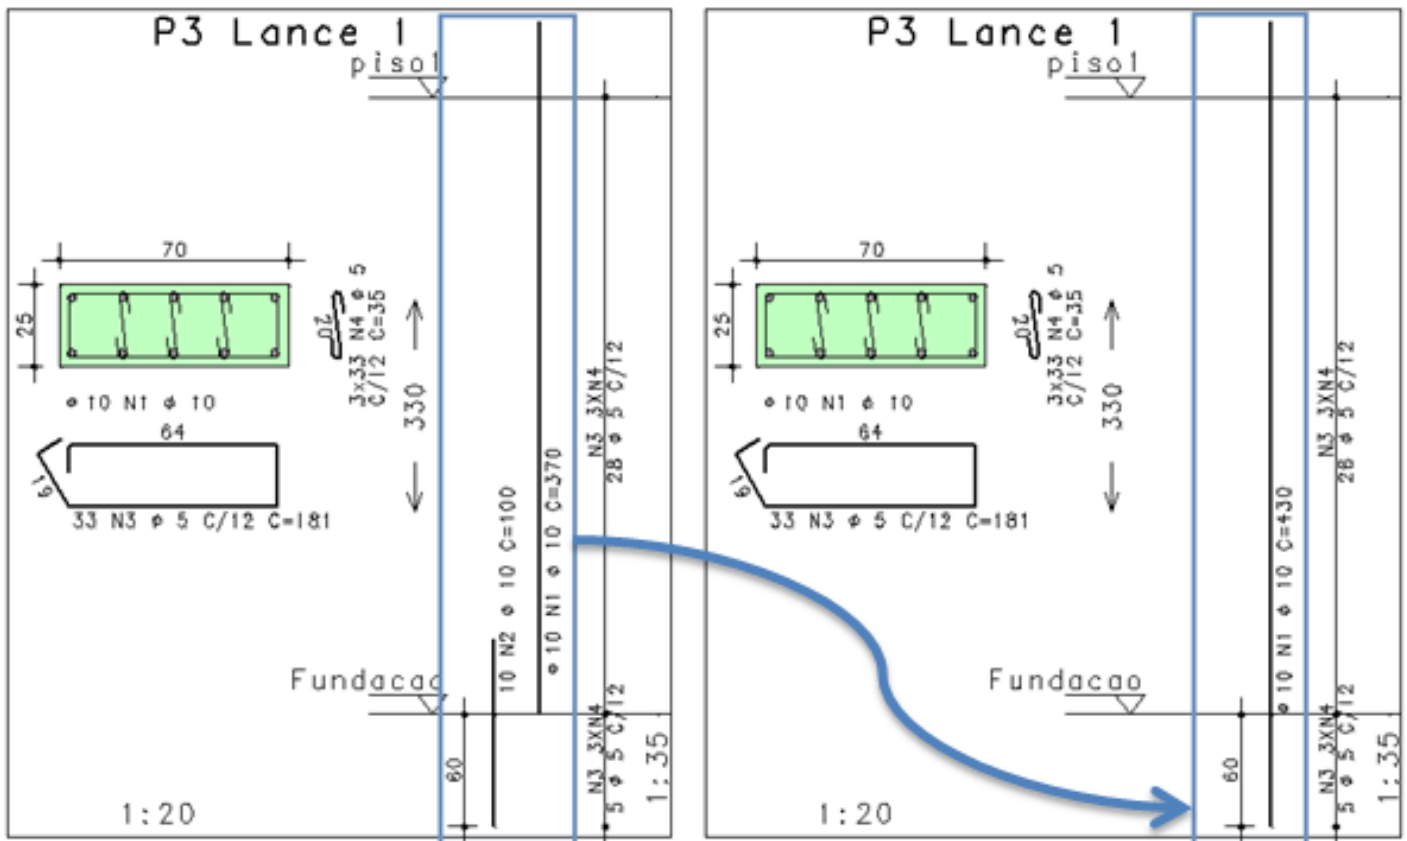 P3 Lance 1
piso1
70
25
20
3x33 N4 ϕ 5
C/12 C=35
330
ϕ 10 N1 ϕ 10
64
19
33 N3 ϕ 5 C/12 C=181
10 N2 ϕ 10 C=100
ϕ 10 N1 ϕ 10 C=370
N3 3XN4
28 ϕ 5 C/12
Fundacao
60
N3 3XN4
5 ϕ 5 C/12
1:35
1:20
P3 Lance 1
piso1
70
25
20
3x33 N4 ϕ 5
C/12 C=35
330
ϕ 10 N1 ϕ 10
64
19
33 N3 ϕ 5 C/12 C=181
ϕ 10 N1 ϕ 10 C=430
N3 3XN4
28 ϕ 5 C/12
Fundacao
60
N3 3XN4
5 ϕ 5 C/12
1:35
1:20